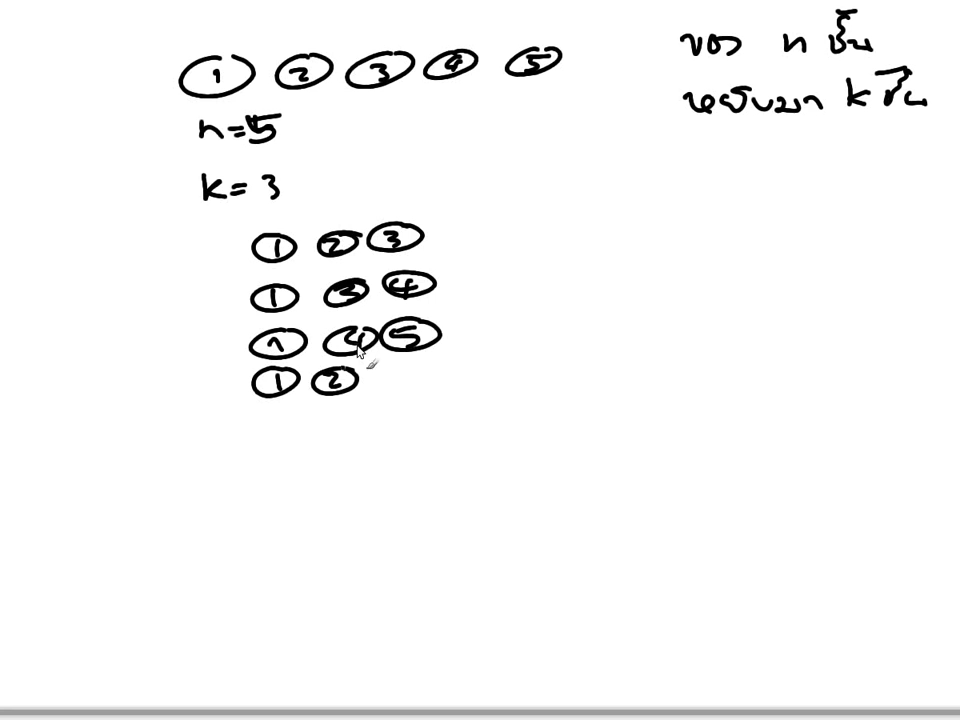 1 2 3 4 5
ของ n ชิ้น
หยิบมา k ชิ้น
n=5
k=3
1 2 3
1 3 4
1 4 5
1 2